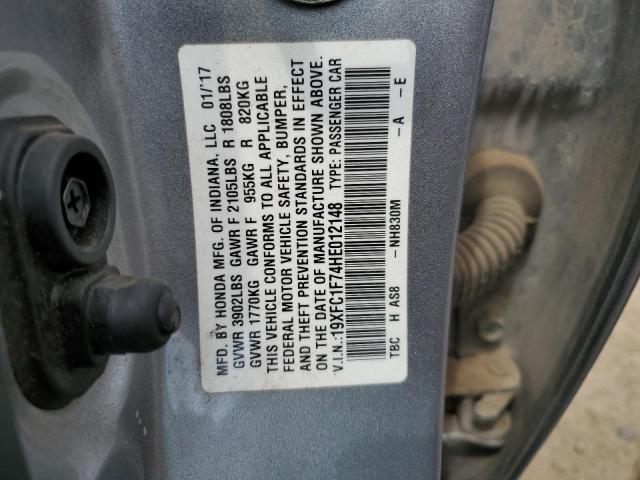 MFD. BY HONDA MFG. OF INDIANA, LLC 01/'17
GVWR 3902LBS GAWR F 2105LBS R 1808LBS
GVWR 1770KG GAWR F 955KG R 820KG
THIS VEHICLE CONFORMS TO ALL APPLICABLE
FEDERAL MOTOR VEHICLE SAFETY, BUMPER,
AND THEFT PREVENTION STANDARDS IN EFFECT
ON THE DATE OF MANUFACTURE SHOWN ABOVE.
V.I.N.:19XFC1F74HE012148 TYPE: PASSENGER CAR
TBC H AS8 -NH830M -A -E